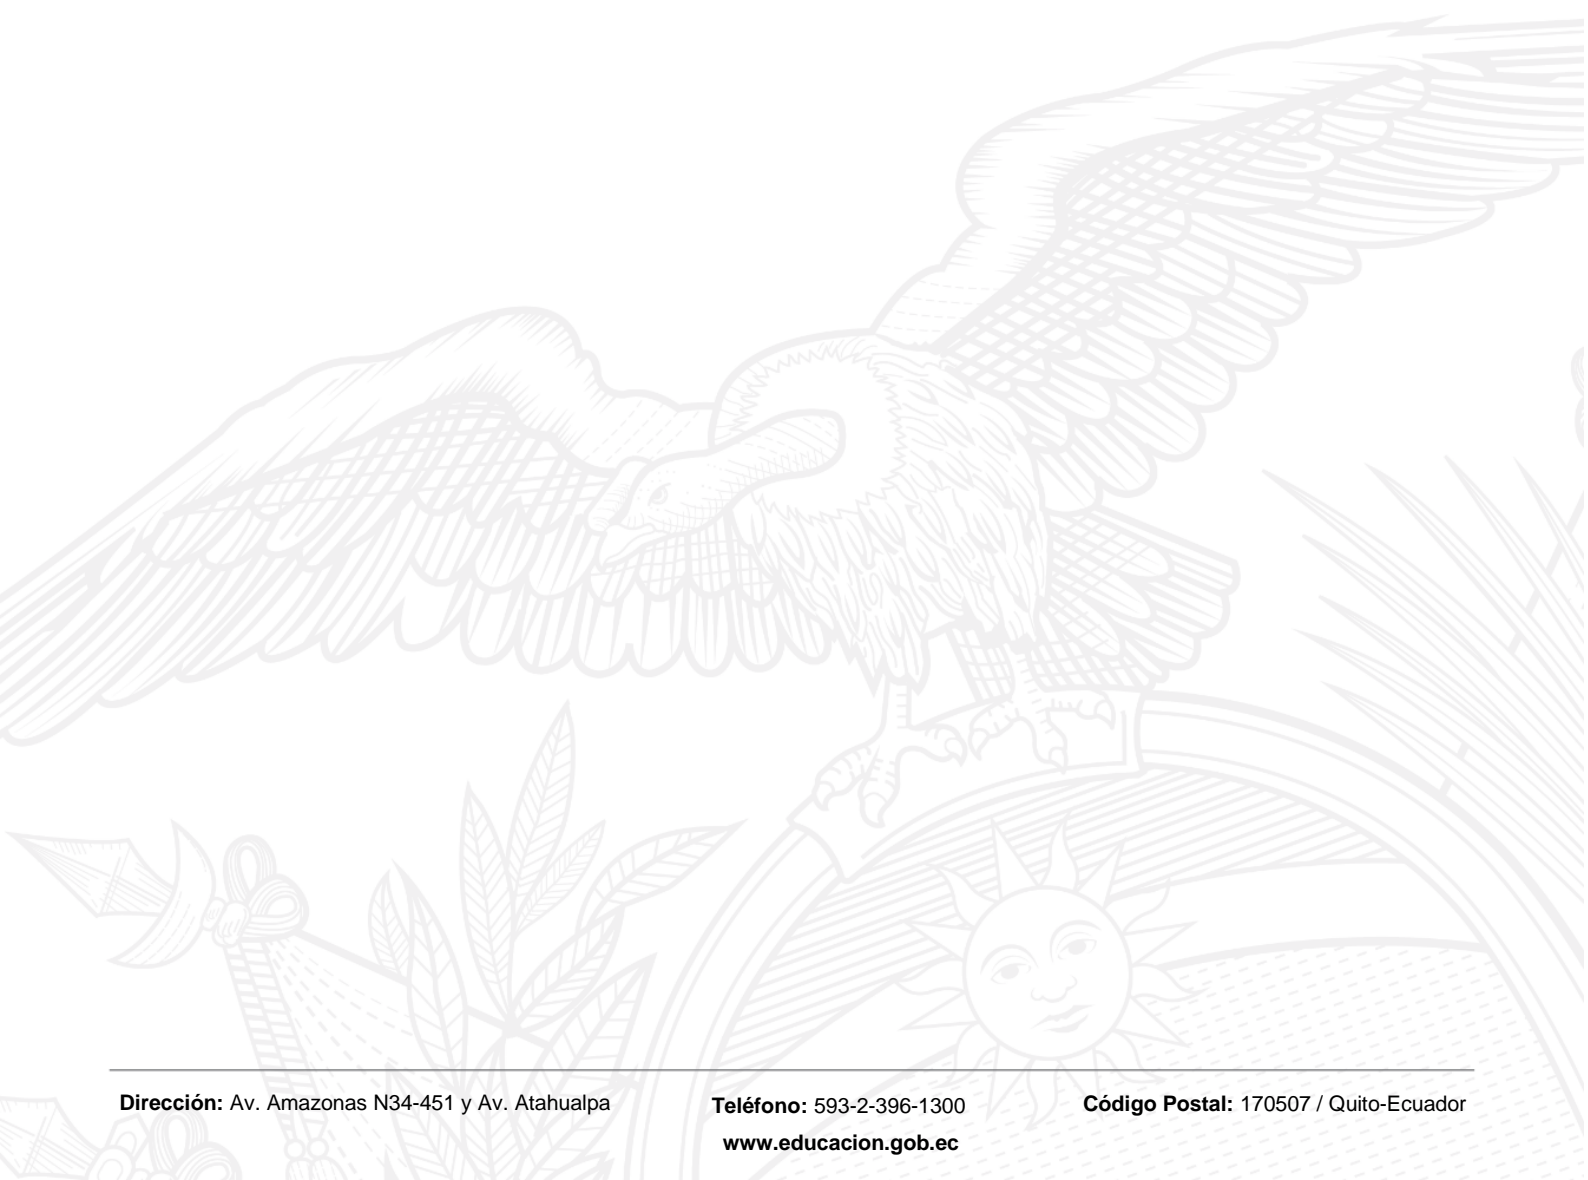 Dirección: Av. Amazonas N34-451 y Av. Atahualpa
Teléfono: 593-2-396-1300
Código Postal: 170507 / Quito-Ecuador
www.educacion.gob.ec